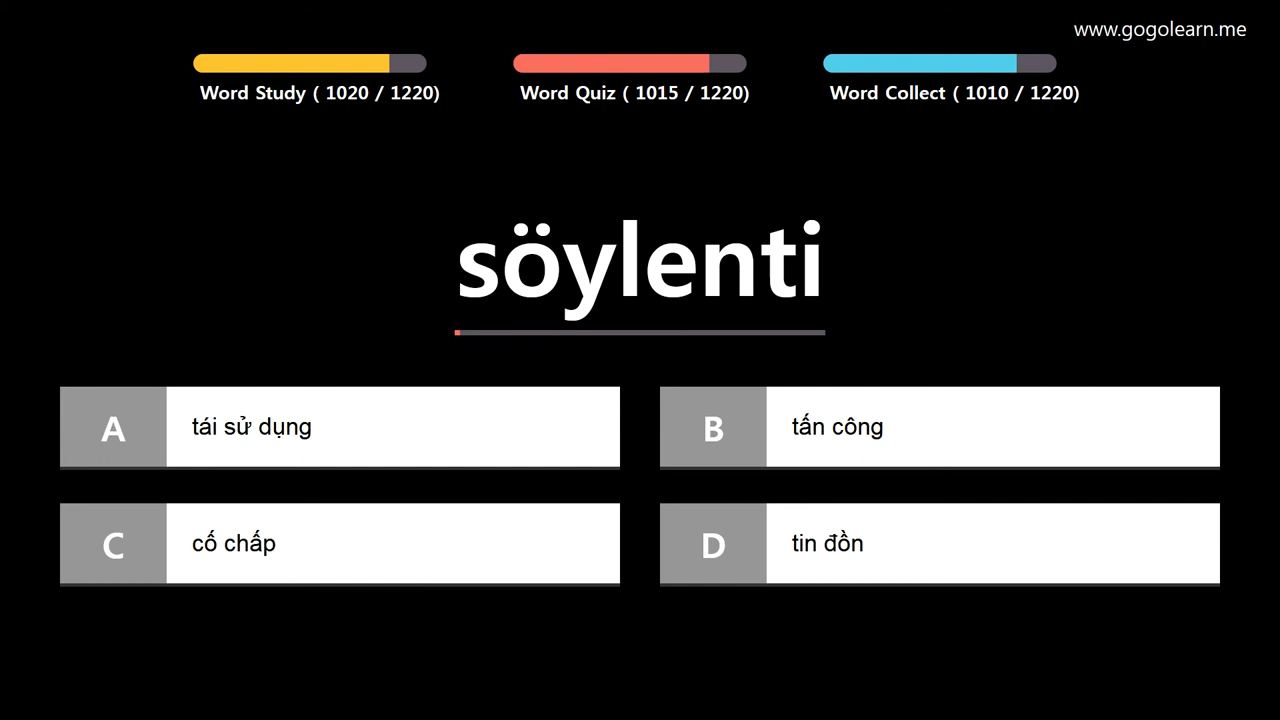 www.gogolearn.me
Word Study ( 1020 / 1220)
Word Quiz ( 1015 / 1220)
Word Collect ( 1010 / 1220)
söylenti
A
tái sử dụng
B
tấn công
C
cố chấp
D
tin đồn